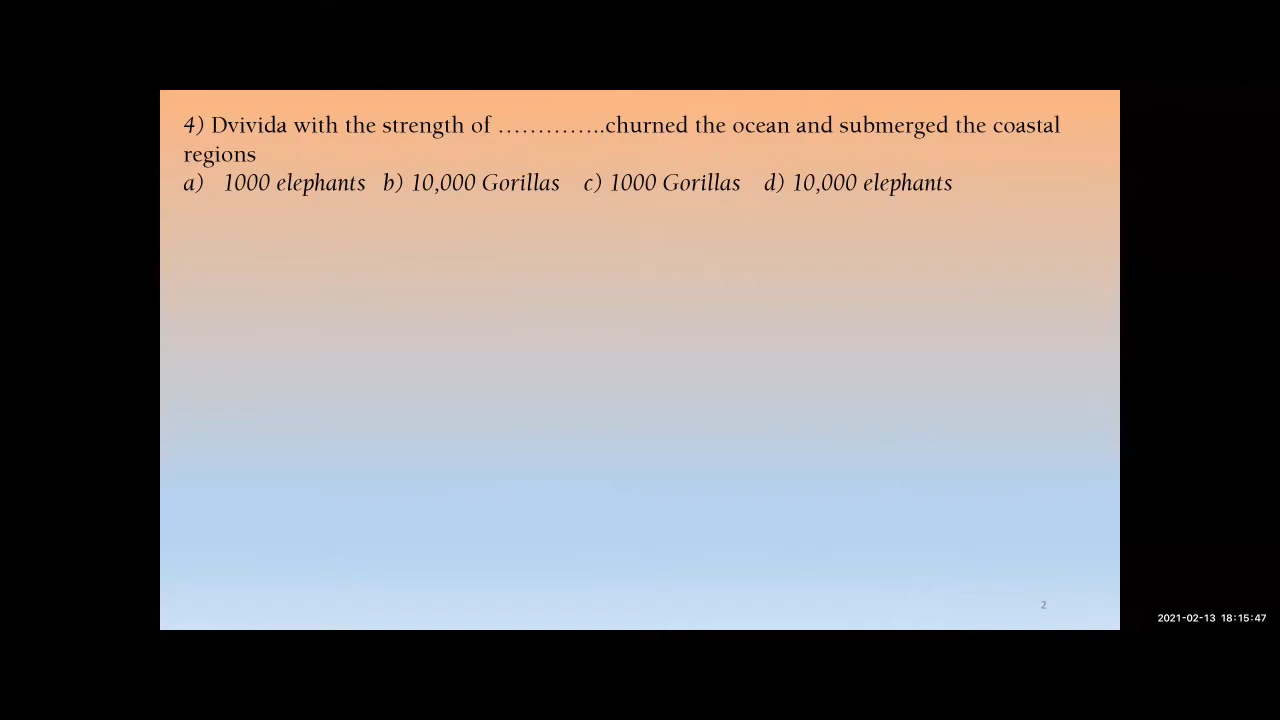 4) Dvivida with the strength of …………..churned the ocean and submerged the coastal
regions
a) 1000 elephants b) 10,000 Gorillas c) 1000 Gorillas d) 10,000 elephants
2
2021-02-13 18:15:47